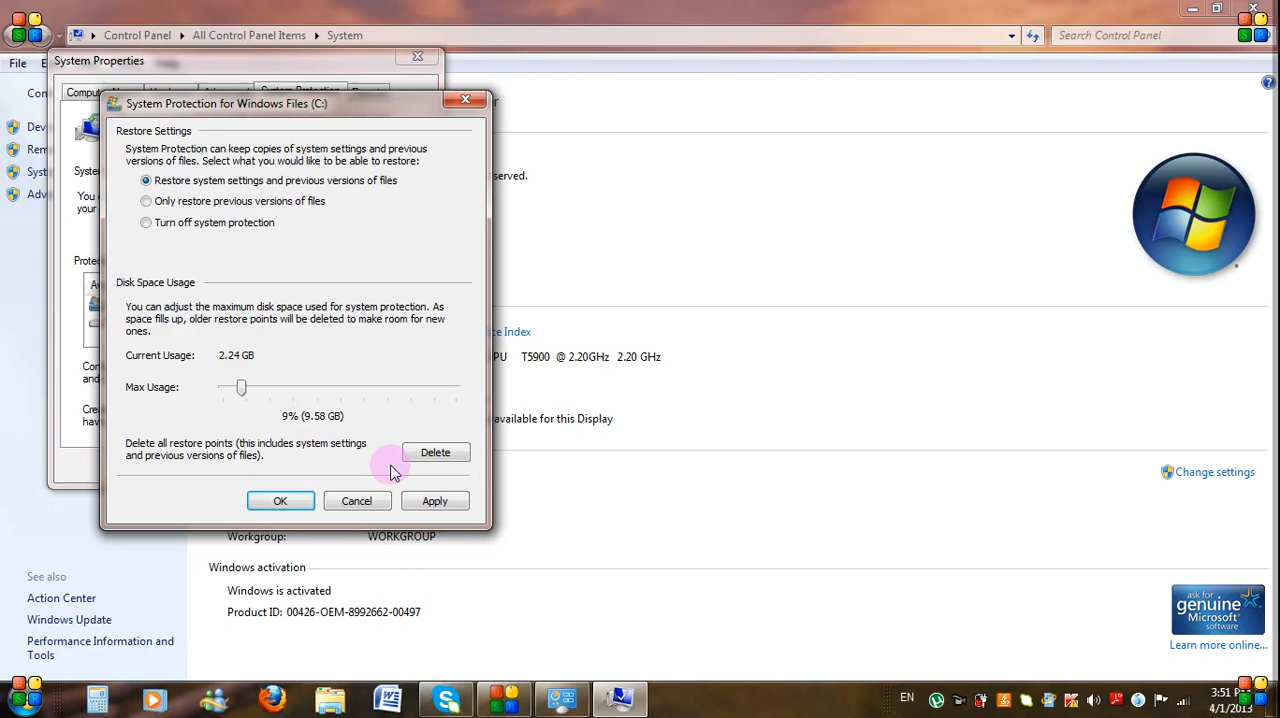 Control Panel
All Control Panel Items
System
Search Control Panel
File
System Properties
System Protection for Windows Files (C:)
Restore Settings
System Protection can keep copies of system settings and previous
versions of files. Select what you would like to be able to restore:
Restore system settings and previous versions of files
Only restore previous versions of files
Turn off system protection
Disk Space Usage
You can adjust the maximum disk space used for system protection. As
space fills up, older restore points will be deleted to make room for new
ones.
Current Usage: 2.24 GB
Max Usage:
9% (9.58 GB)
Delete all restore points (this includes system settings
and previous versions of files).
Delete
OK
Cancel
Apply
T5900 @ 2.20GHz 2.20 GHz
available for this Display
Change settings
Workgroup: WORKGROUP
Windows activation
Windows is activated
Product ID: 00426-OEM-8992662-00497
ask for
genuine
Microsoft
software
Learn more online...
See also
Action Center
Windows Update
Performance Information and
Tools
EN
3:51 PM
4/1/2013